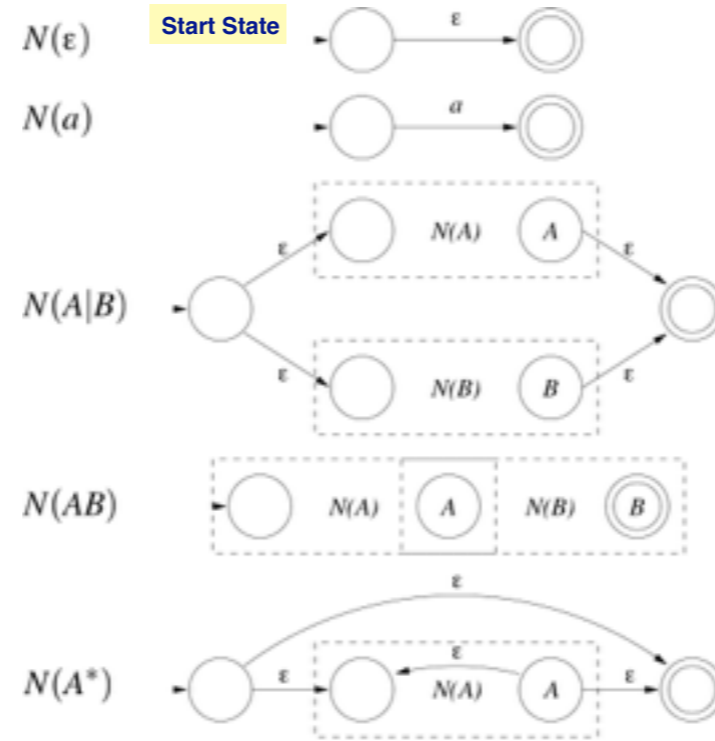 N(ε) Start State ε
N(a) a
ε N(A) A ε
N(A|B)
ε N(B) B ε
N(AB) N(A) A N(B) B
ε
ε
N(A*) ε N(A) A ε